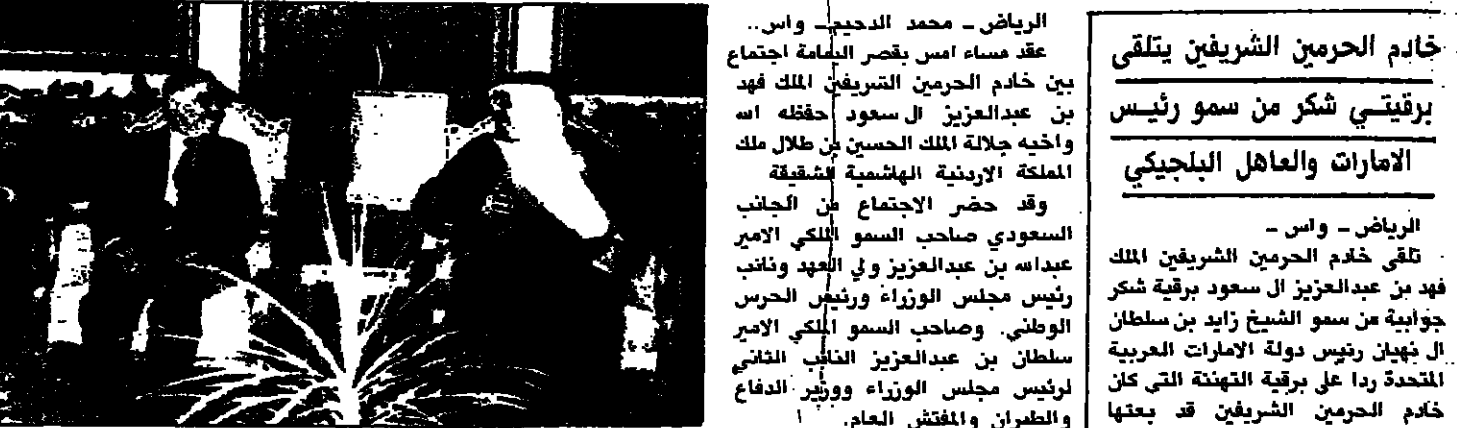 خادم الحرمين الشريفين يتلقى
برقيتي شكر من سمو رئيس
الامارات والعاهل البلجيكي
الرياض - واس -
تلقى خادم الحرمين الشريفين الملك
فهد بن عبدالعزيز ال سعود برقية شكر
جوابية من سمو الشيخ زايد بن سلطان
ال نهيان رئيس دولة الامارات العربية
المتحدة ردا على برقية التهنئة التي كان
خادم الحرمين الشريفين قد بعثها
الرياض - محمد الدحيم - واس..
عقد مساء امس بقصر اليمامة اجتماع
بين خادم الحرمين الشريفين الملك فهد
بن عبدالعزيز ال سعود حفظه الله
واخيه جلالة الملك الحسين بن طلال ملك
المملكة الاردنية الهاشمية الشقيقة
وقد حضر الاجتماع من الجانب
السعودي صاحب السمو الملكي الامير
عبدالله بن عبدالعزيز ولي العهد ونائب
رئيس مجلس الوزراء ورئيس الحرس
الوطني. وصاحب السمو الملكي الامير
سلطان بن عبدالعزيز النائب الثاني
لرئيس مجلس الوزراء ووزير الدفاع
والطيران والمفتش العام.